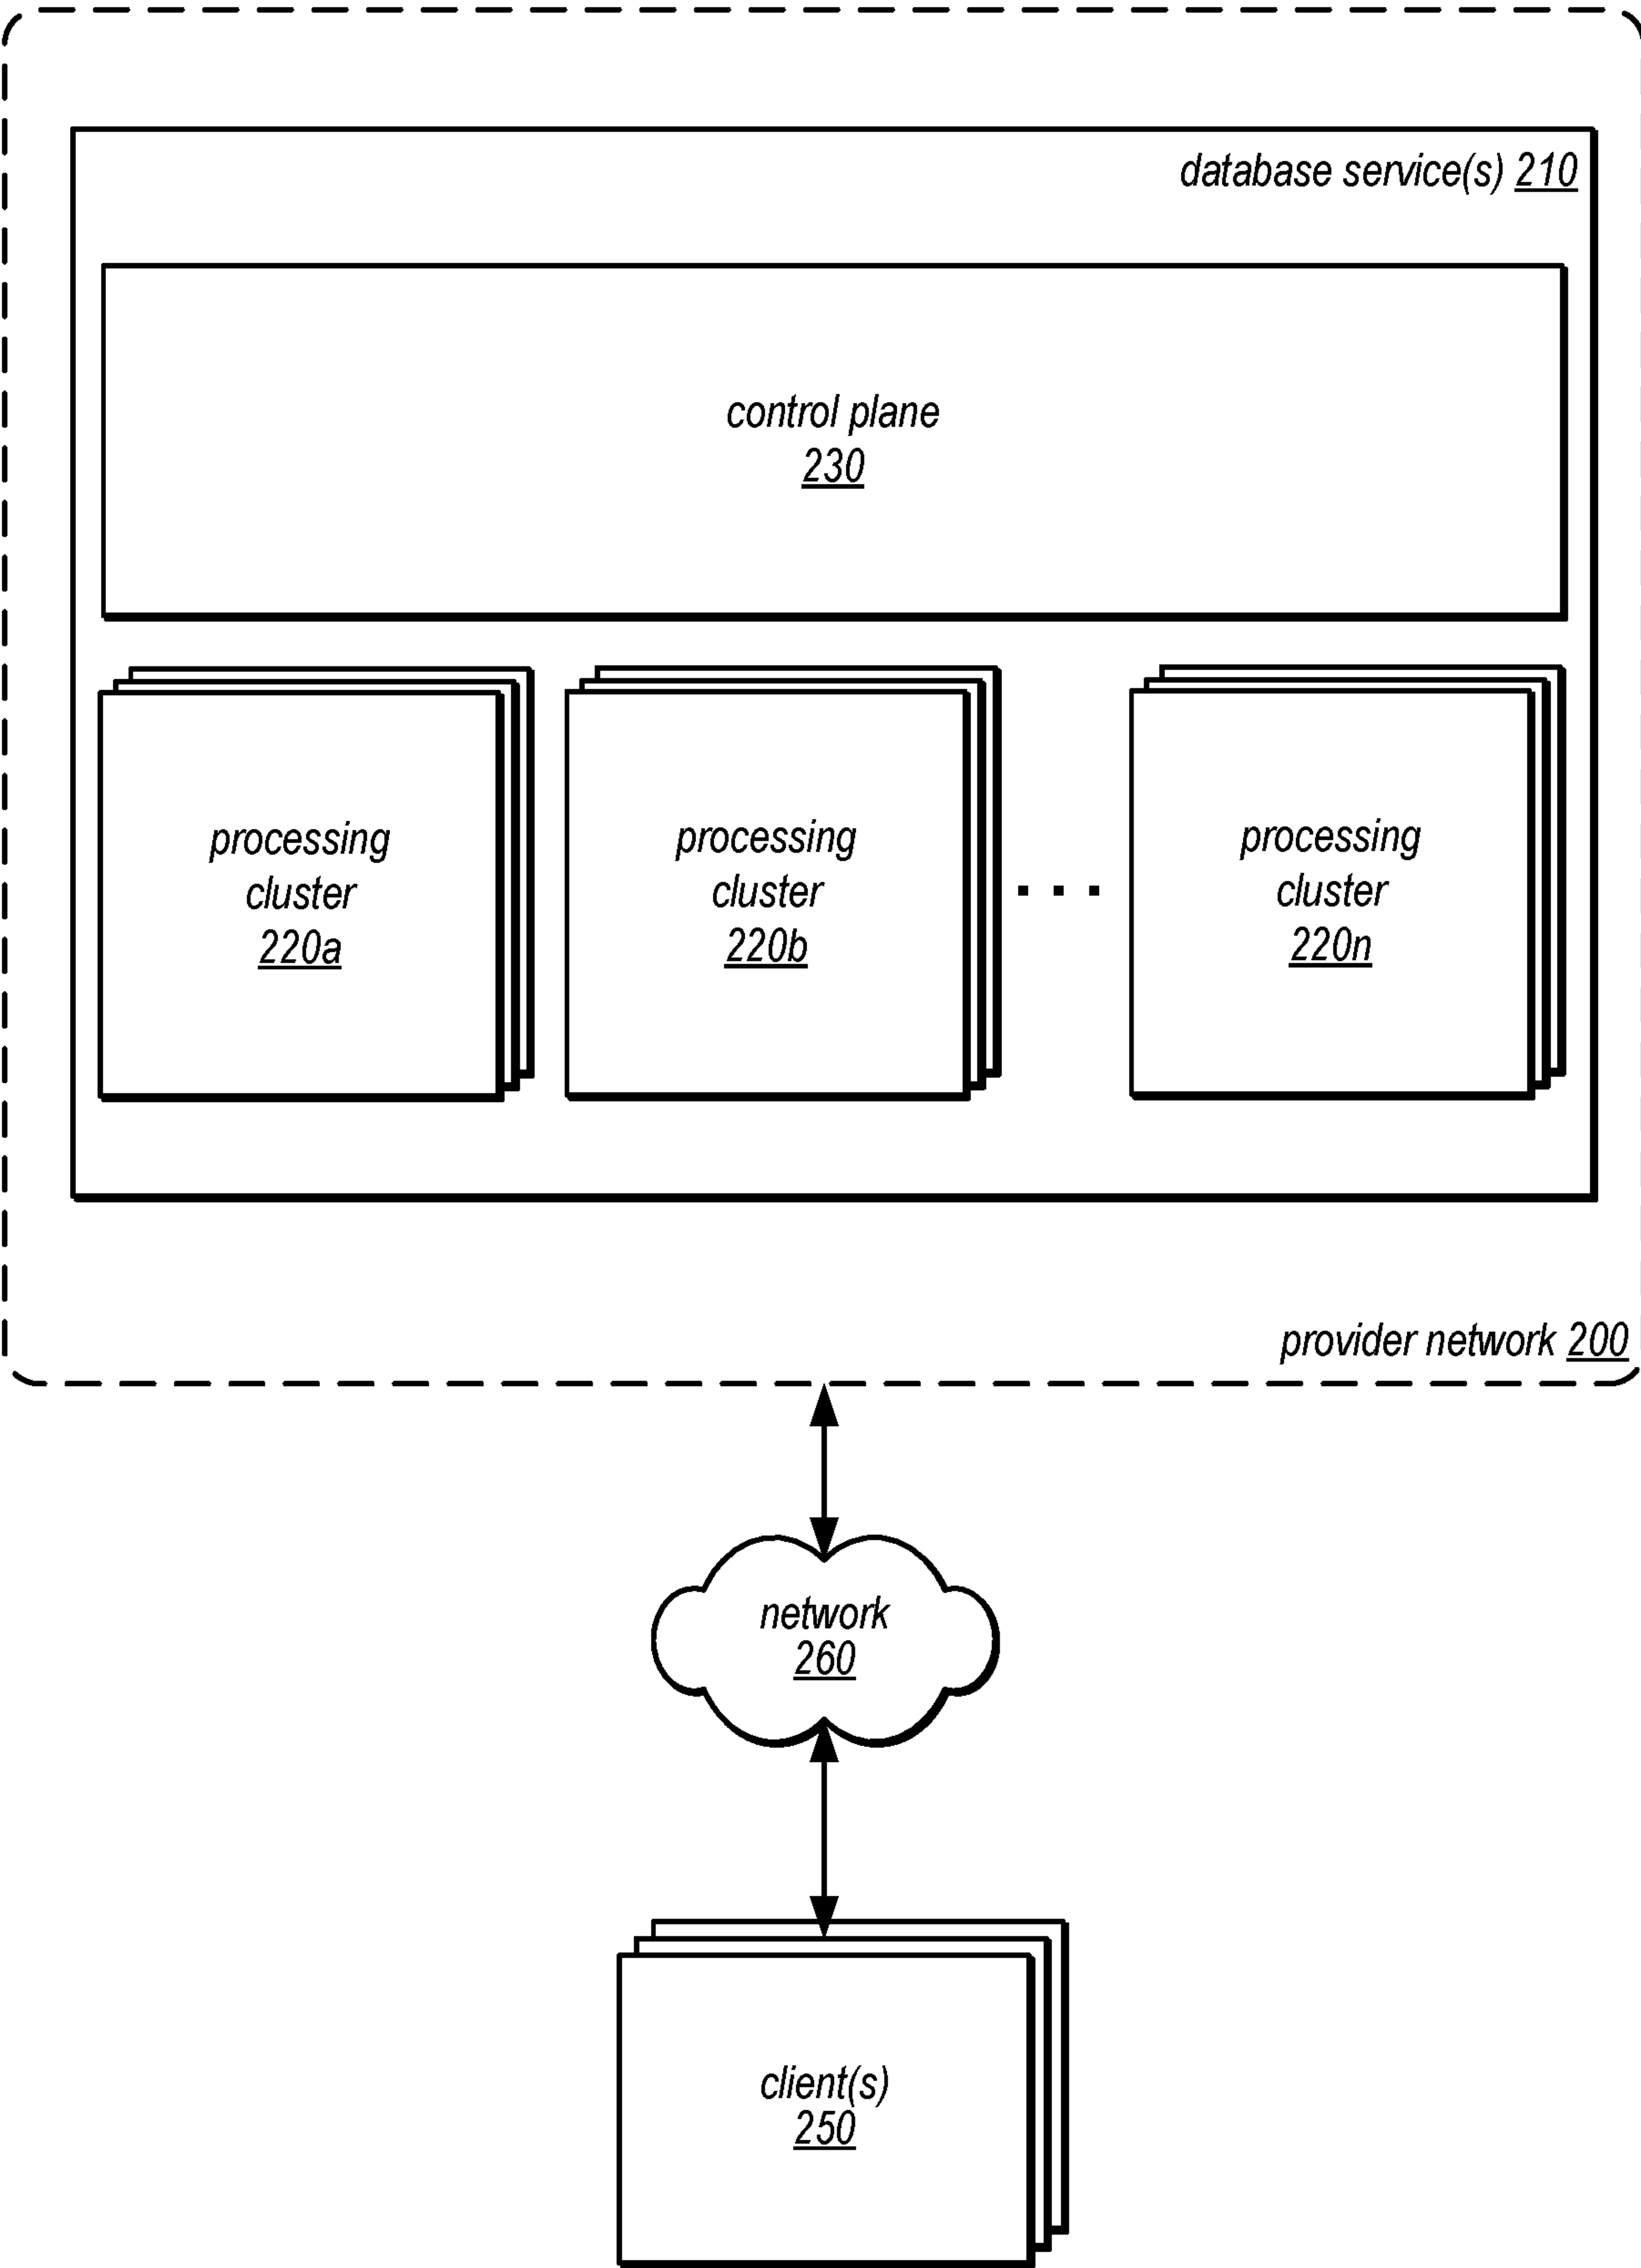 database service(s) 210
control plane
230
processing
cluster
220a
processing
cluster
220b
. . .
processing
cluster
220n
provider network 200
network
260
client(s)
250